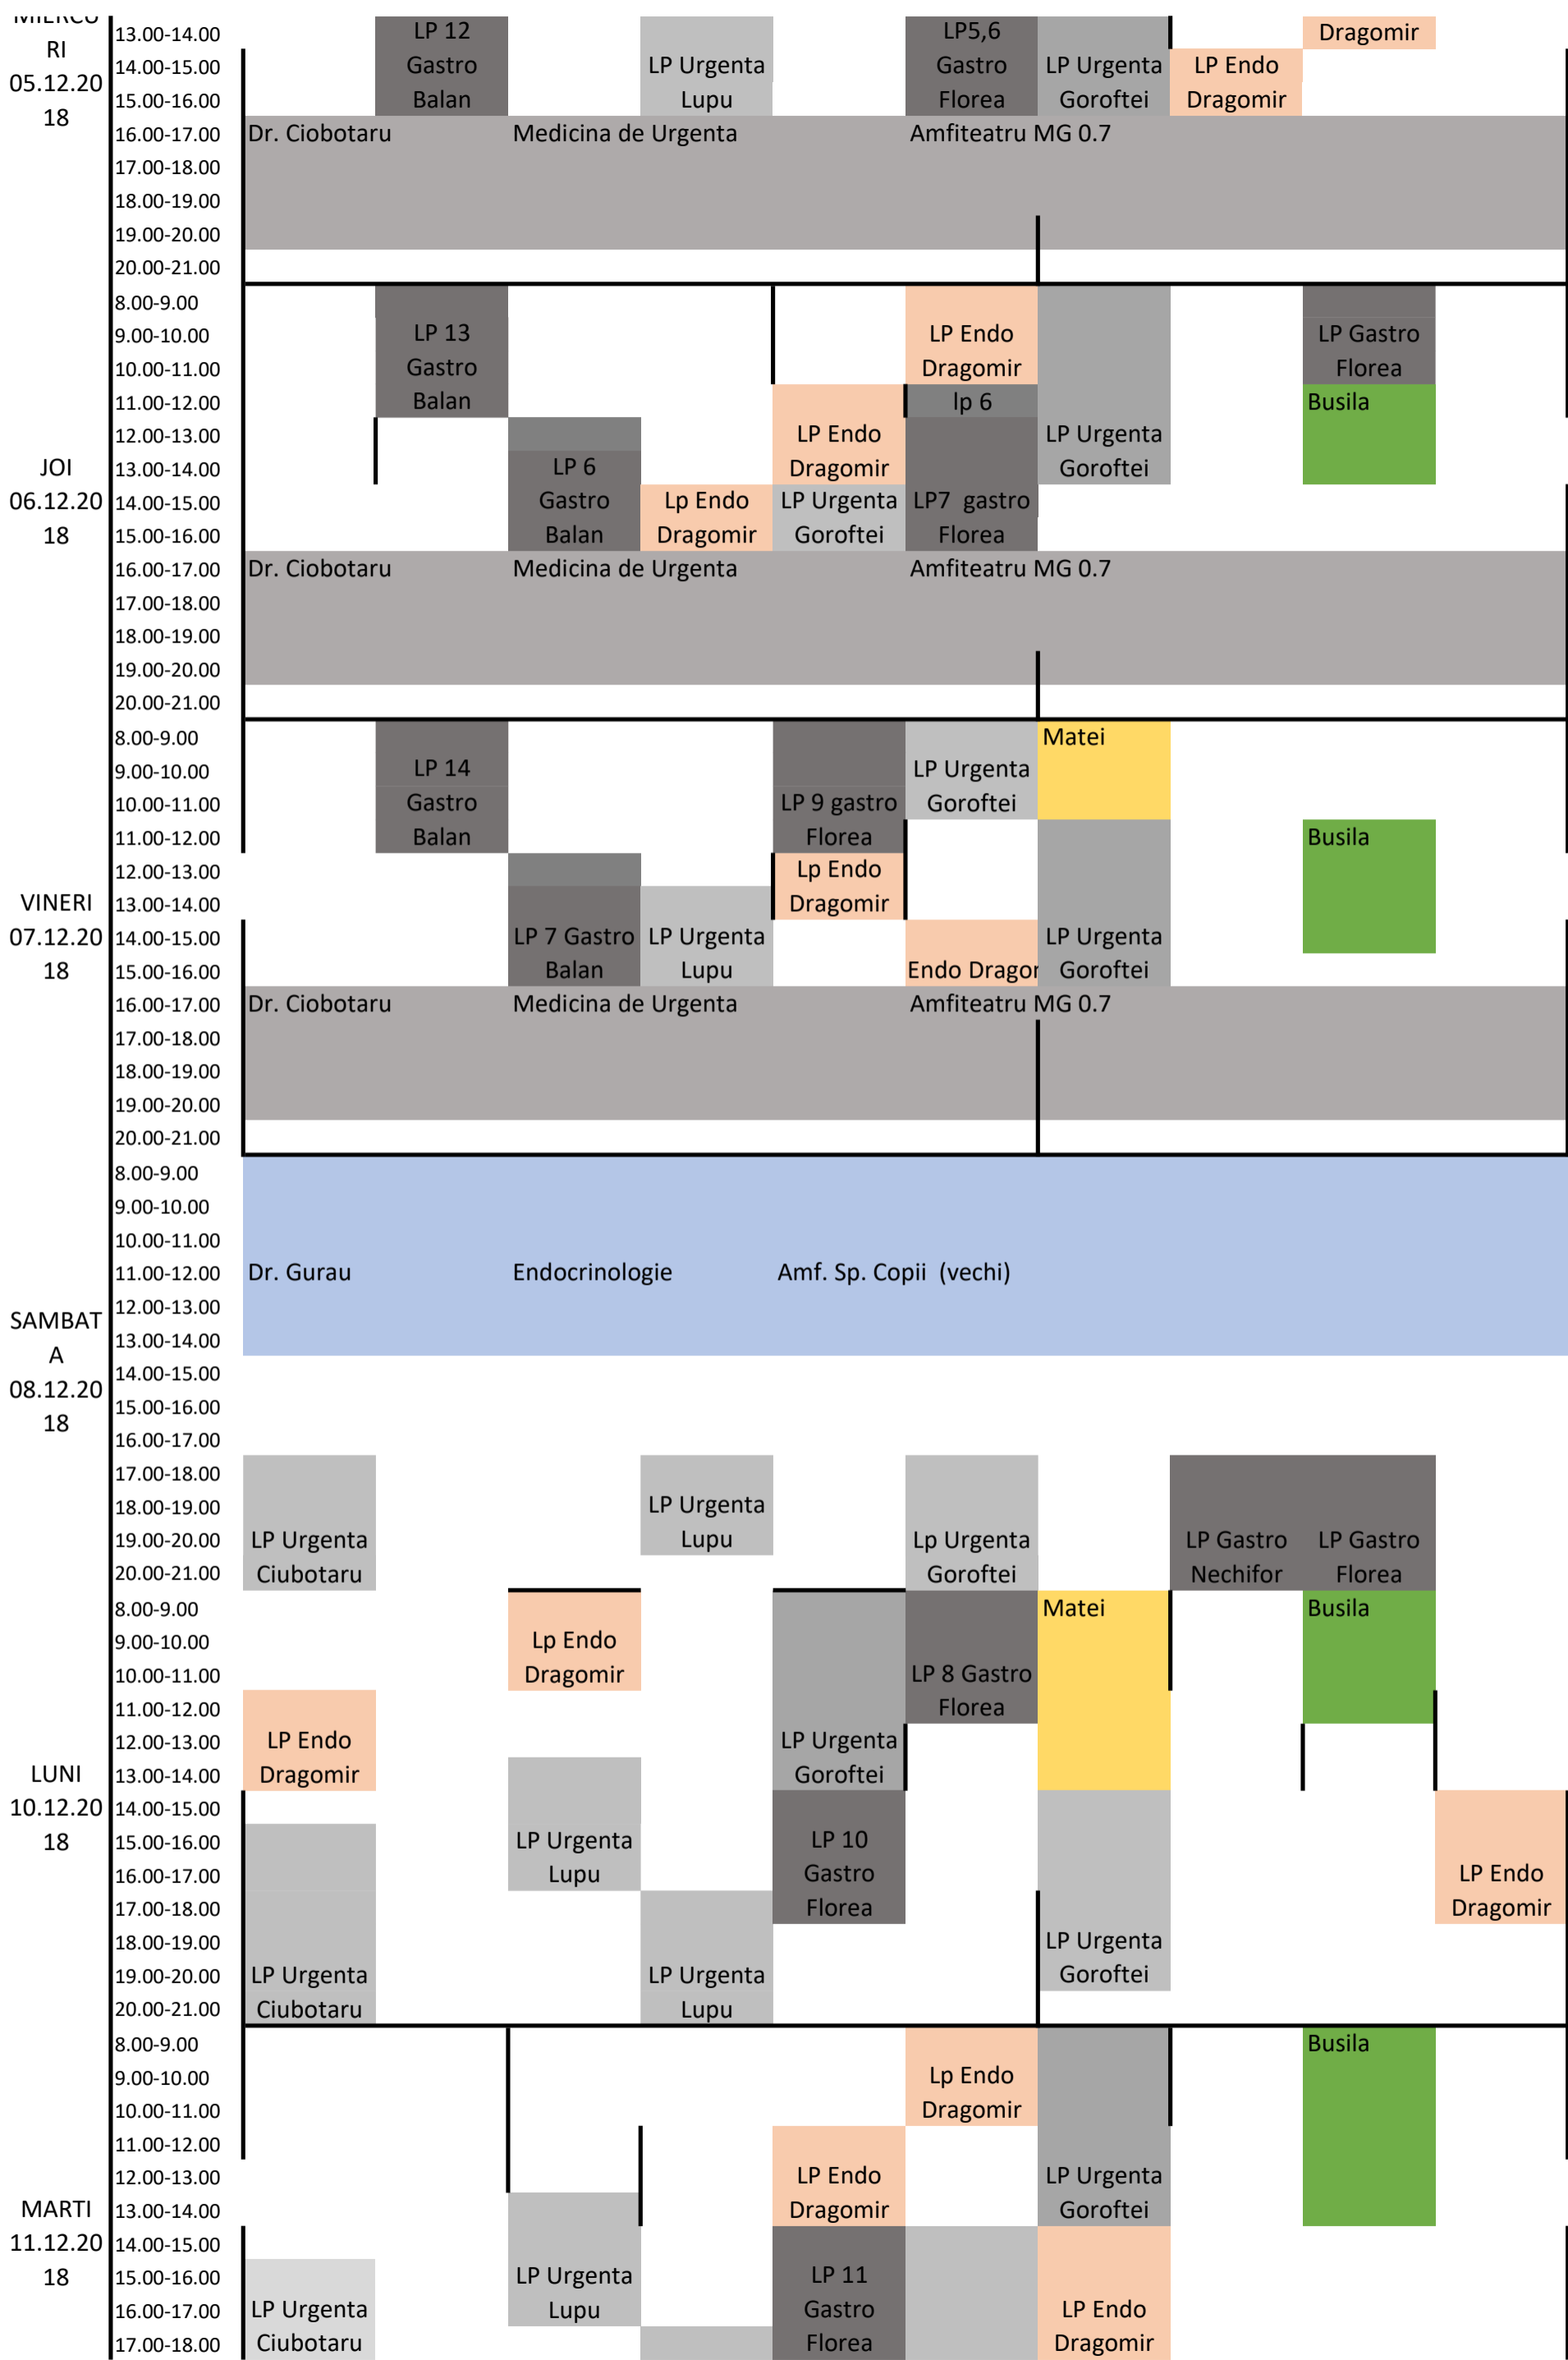 MIERCU
RI
05.12.20
18
13.00-14.00 LP 12 LP5,6 Dragomir
14.00-15.00 Gastro LP Urgenta Gastro LP Urgenta LP Endo
15.00-16.00 Balan Lupu Florea Goroftei Dragomir
16.00-17.00 Dr. Ciobotaru Medicina de Urgenta Amfiteatru MG 0.7
17.00-18.00
18.00-19.00
19.00-20.00
20.00-21.00
JOI
06.12.20
18
8.00-9.00
9.00-10.00 LP 13 LP Endo LP Gastro
10.00-11.00 Gastro Dragomir Florea
11.00-12.00 Balan lp 6 Busila
12.00-13.00 LP Endo LP Urgenta
13.00-14.00 LP 6 Dragomir Goroftei
14.00-15.00 Gastro Lp Endo LP Urgenta LP7 gastro
15.00-16.00 Balan Dragomir Goroftei Florea
16.00-17.00 Dr. Ciobotaru Medicina de Urgenta Amfiteatru MG 0.7
17.00-18.00
18.00-19.00
19.00-20.00
20.00-21.00
VINERI
07.12.20
18
8.00-9.00 Matei
9.00-10.00 LP 14 LP Urgenta
10.00-11.00 Gastro LP 9 gastro Goroftei
11.00-12.00 Balan Florea Busila
12.00-13.00 Lp Endo
13.00-14.00 Dragomir
14.00-15.00 LP 7 Gastro LP Urgenta LP Urgenta
15.00-16.00 Balan Lupu Endo Dragor Goroftei
16.00-17.00 Dr. Ciobotaru Medicina de Urgenta Amfiteatru MG 0.7
17.00-18.00
18.00-19.00
19.00-20.00
20.00-21.00
SAMBAT
A
08.12.20
18
8.00-9.00
9.00-10.00
10.00-11.00
11.00-12.00 Dr. Gurau Endocrinologie Amf. Sp. Copii (vechi)
12.00-13.00
13.00-14.00
14.00-15.00
15.00-16.00
16.00-17.00
17.00-18.00
18.00-19.00 LP Urgenta
19.00-20.00 LP Urgenta Lupu Lp Urgenta LP Gastro LP Gastro
20.00-21.00 Ciubotaru Goroftei Nechifor Florea
LUNI
10.12.20
18
8.00-9.00 Matei Busila
9.00-10.00 Lp Endo
10.00-11.00 Dragomir LP 8 Gastro
11.00-12.00 Florea
12.00-13.00 LP Endo LP Urgenta
13.00-14.00 Dragomir Goroftei
14.00-15.00
15.00-16.00 LP Urgenta LP 10
16.00-17.00 Lupu Gastro LP Endo
17.00-18.00 Florea Dragomir
18.00-19.00 LP Urgenta
19.00-20.00 LP Urgenta LP Urgenta Goroftei
20.00-21.00 Ciubotaru Lupu
MARTI
11.12.20
18
8.00-9.00 Busila
9.00-10.00 Lp Endo
10.00-11.00 Dragomir
11.00-12.00
12.00-13.00 LP Endo LP Urgenta
13.00-14.00 Dragomir Goroftei
14.00-15.00
15.00-16.00 LP Urgenta LP 11
16.00-17.00 LP Urgenta Lupu Gastro LP Endo
17.00-18.00 Ciubotaru Florea Dragomir